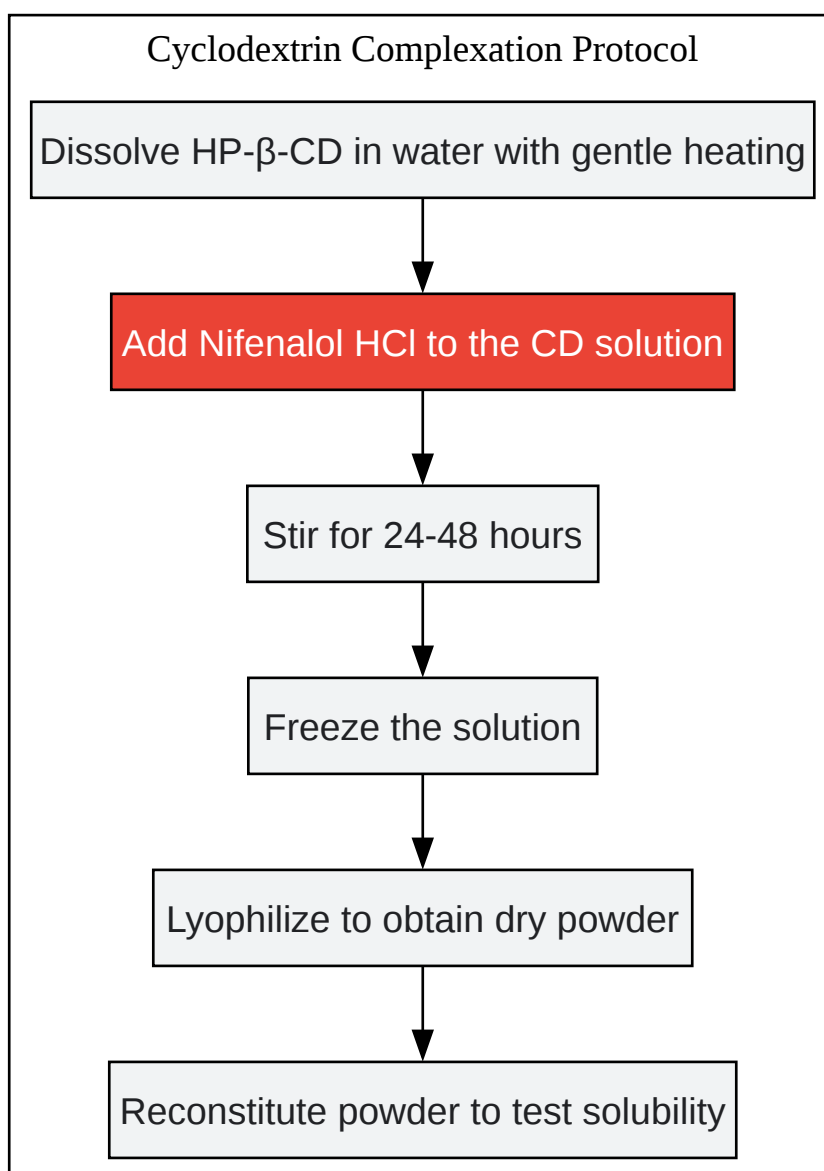 Cyclodextrin Complexation Protocol
Dissolve HP-β-CD in water with gentle heating
Add Nifenalol HCl to the CD solution
Stir for 24-48 hours
Freeze the solution
Lyophilize to obtain dry powder
Reconstitute powder to test solubility